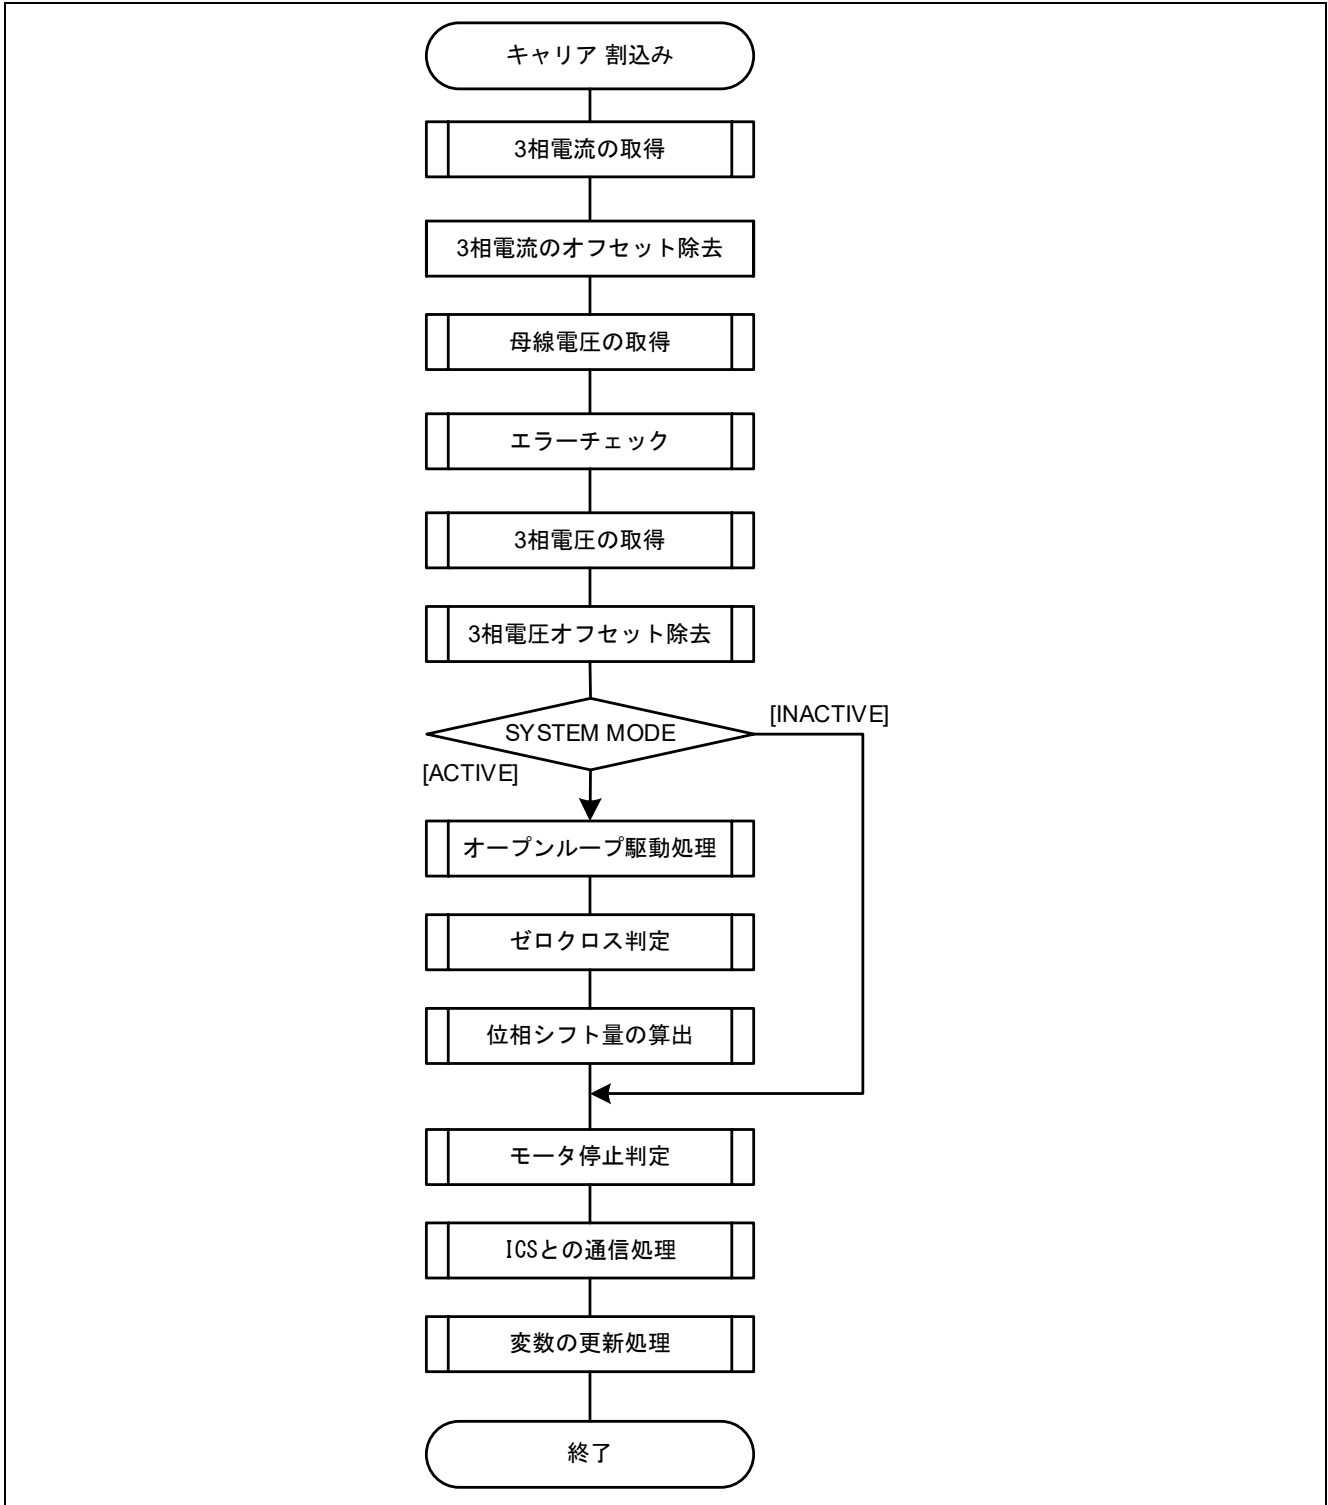 キャリア 割込み
3相電流の取得
3相電流のオフセット除去
母線電圧の取得
エラーチェック
3相電圧の取得
3相電圧オフセット除去
SYSTEM MODE
[INACTIVE]
[ACTIVE]
オープンループ駆動処理
ゼロクロス判定
位相シフト量の算出
モータ停止判定
ICSとの通信処理
変数の更新処理
終了